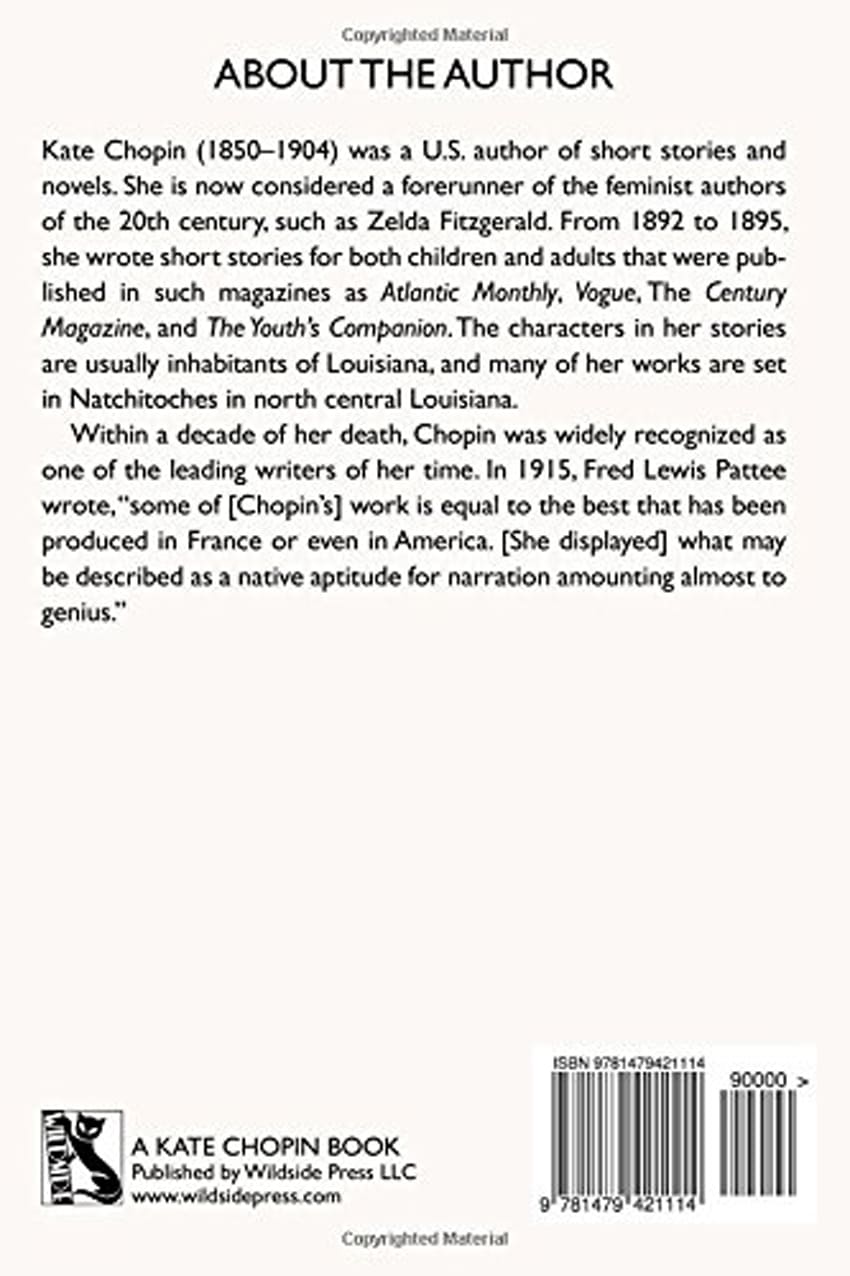 Copyrighted Material
ABOUT THE AUTHOR
Kate Chopin (1850–1904) was a U.S. author of short stories and
novels. She is now considered a forerunner of the feminist authors
of the 20th century, such as Zelda Fitzgerald. From 1892 to 1895,
she wrote short stories for both children and adults that were pub-
lished in such magazines as Atlantic Monthly, Vogue, The Century
Magazine, and The Youth's Companion. The characters in her stories
are usually inhabitants of Louisiana, and many of her works are set
in Natchitoches in north central Louisiana.
Within a decade of her death, Chopin was widely recognized as
one of the leading writers of her time. In 1915, Fred Lewis Pattee
wrote, "some of [Chopin's] work is equal to the best that has been
produced in France or even in America. [She displayed] what may
be described as a native aptitude for narration amounting almost to
genius."
ISBN 9781479421114
90000 >
9 781479 421114
WILDSIDE
A KATE CHOPIN BOOK
Published by Wildside Press LLC
www.wildsidepress.com
Copyrighted Material